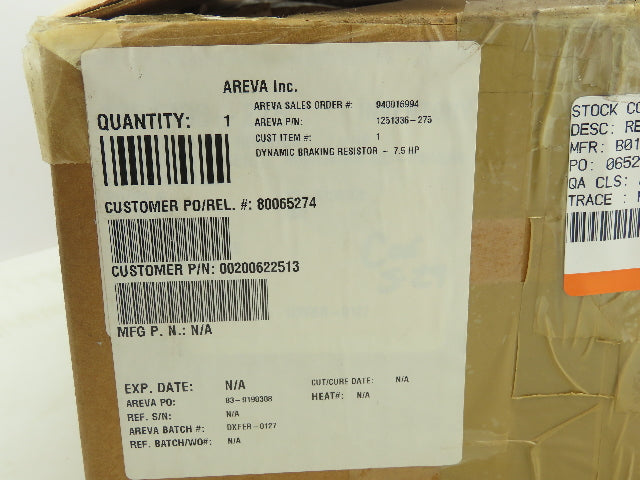 AREVA Inc.
QUANTITY: 1
AREVA SALES ORDER #: 940016994
AREVA P/N: 1251336-275
CUST ITEM #: 1
DYNAMIC BRAKING RESISTOR - 7.5 HP
CUSTOMER PO/REL. #: 80065274
CUSTOMER P/N: 00200622513
MFG P. N.: N/A
EXP. DATE: N/A
CUT/CURE DATE: N/A
AREVA PO: 83-9190308
HEAT#: N/A
REF. S/N: N/A
AREVA BATCH #: DXFER-0127
REF. BATCH/WO#: N/A
STOCK CO
DESC: RE
MFR: B01
PO: 0652
QA CLS:
TRACE :